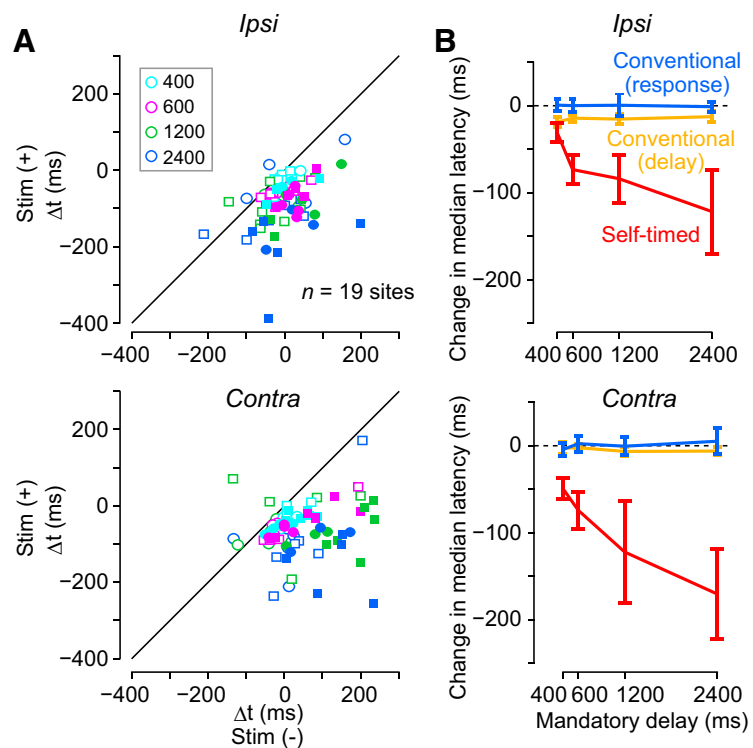 A
Ipsi
200
0
−200
−400
Stim (+)
Δt (ms)
400
600
1200
2400
n = 19 sites
−400
−200
0
200
B
Ipsi
0
−100
−200
Change in median latency (ms)
Conventional
(response)
Conventional
(delay)
Self-timed
400
600
1200
2400
Contra
200
0
−200
−400
Stim (+)
Δt (ms)
−400
−200
0
200
Δt (ms)
Stim (-)
Contra
0
−100
−200
Change in median latency (ms)
400
600
1200
2400
Mandatory delay (ms)